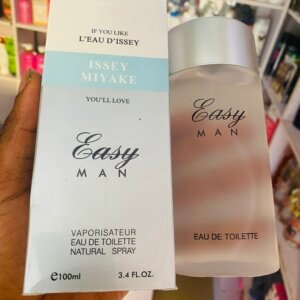 IF YOU LIKE
L'EAU D'ISSEY
ISSEY
MIYAKE
YOU'LL LOVE
Easy
MAN
VAPORISATEUR
EAU DE TOILETTE
NATURAL SPRAY
e100ml
3.4 FL.OZ.
Easy
MAN
EAU DE TOILETTE